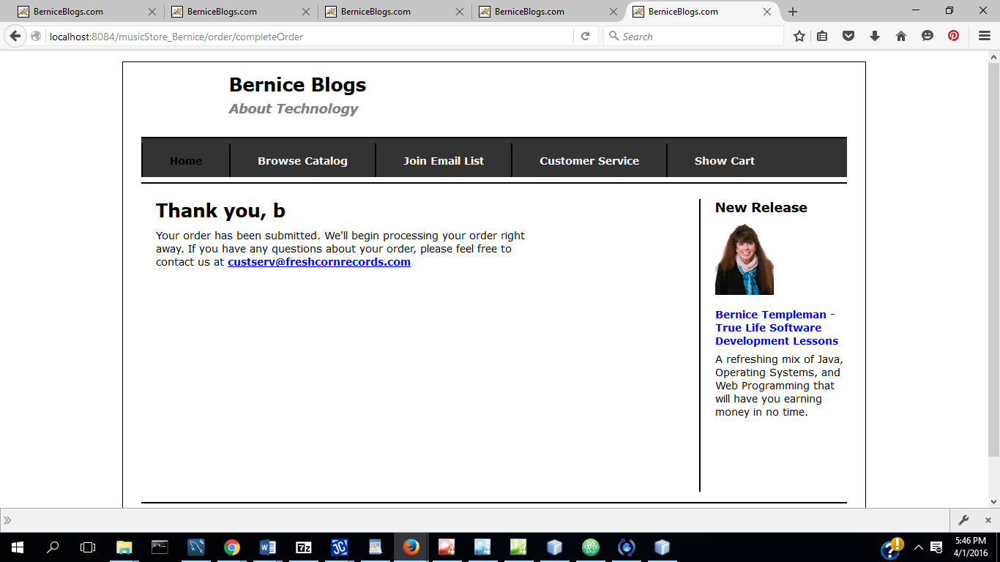 BerniceBlogs.com BerniceBlogs.com BerniceBlogs.com BerniceBlogs.com BerniceBlogs.com
localhost:8084/musicStore_Bernice/order/completeOrder Search
Bernice Blogs
About Technology
Home Browse Catalog Join Email List Customer Service Show Cart
Thank you, b
Your order has been submitted. We'll begin processing your order right
away. If you have any questions about your order, please feel free to
contact us at custserv@freshcornrecords.com
New Release
Bernice Templeman -
True Life Software
Development Lessons
A refreshing mix of Java,
Operating Systems, and
Web Programming that
will have you earning
money in no time.
5:46 PM
4/1/2016